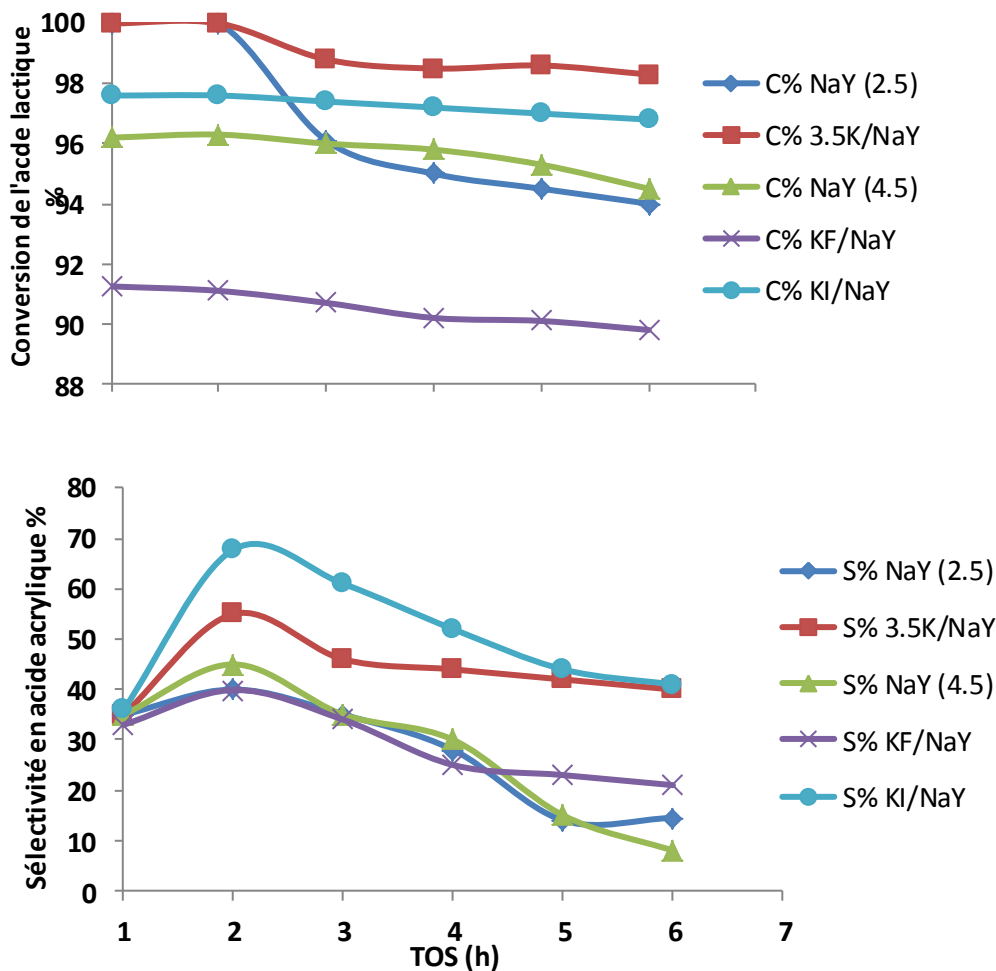 Conversion de l'acde lactique
%
100
98
96
94
92
90
88
C% NaY (2.5)
C% 3.5K/NaY
C% NaY (4.5)
C% KF/NaY
C% KI/NaY
Sélectivité en acide acrylique %
80
70
60
50
40
30
20
10
0
1 2 3 4 5 6 7
TOS (h)
S% NaY (2.5)
S% 3.5K/NaY
S% NaY (4.5)
S% KF/NaY
S% KI/NaY